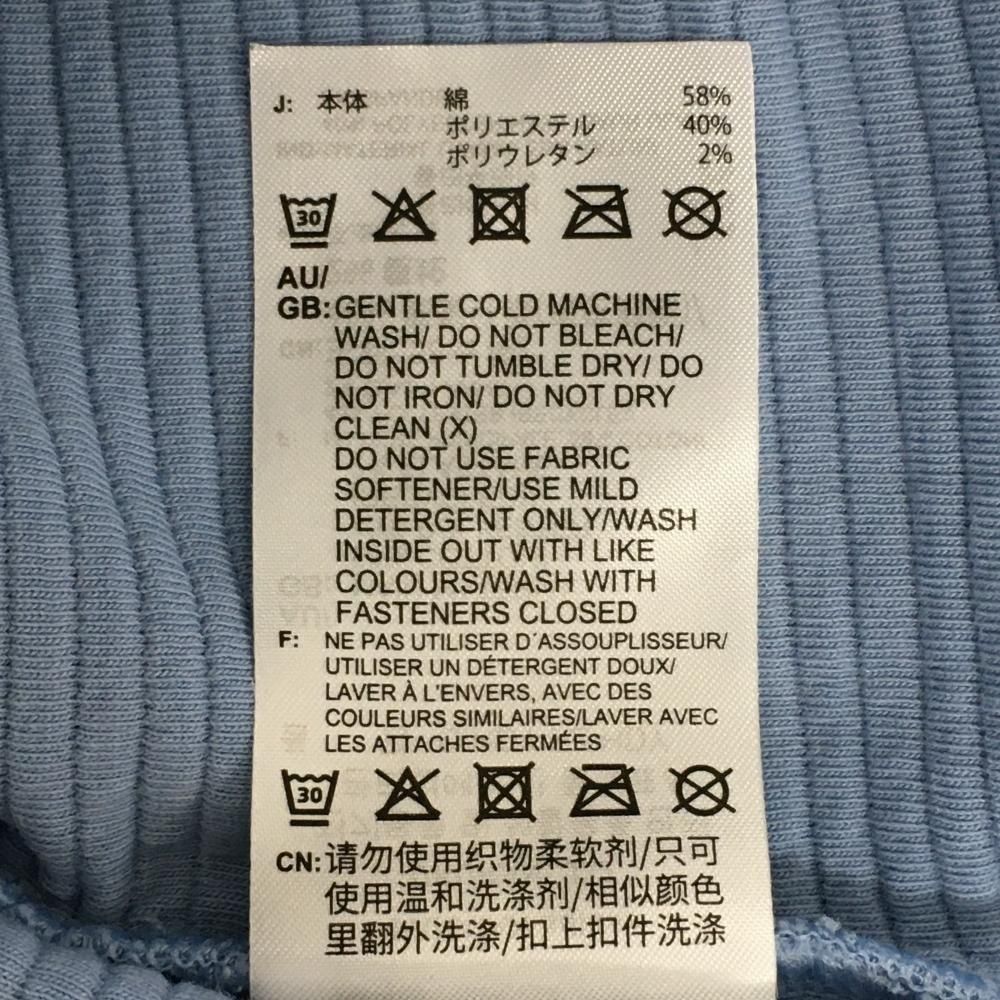 J: 本体 綿 58%
ポリエステル 40%
ポリウレタン 2%
30
AU/
GB: GENTLE COLD MACHINE
WASH/ DO NOT BLEACH/
DO NOT TUMBLE DRY/ DO
NOT IRON/ DO NOT DRY
CLEAN (X)
DO NOT USE FABRIC
SOFTENER/USE MILD
DETERGENT ONLY/WASH
INSIDE OUT WITH LIKE
COLOURS/WASH WITH
FASTENERS CLOSED
F: NE PAS UTILISER D´ASSOUPLISSEUR/
UTILISER UN DÉTERGENT DOUX/
LAVER À L'ENVERS, AVEC DES
COULEURS SIMILAIRES/LAVER AVEC
LES ATTACHES FERMÉES
30
CN: 请勿使用织物柔软剂/只可
使用温和洗涤剂/相似颜色
里翻外洗涤/扣上扣件洗涤